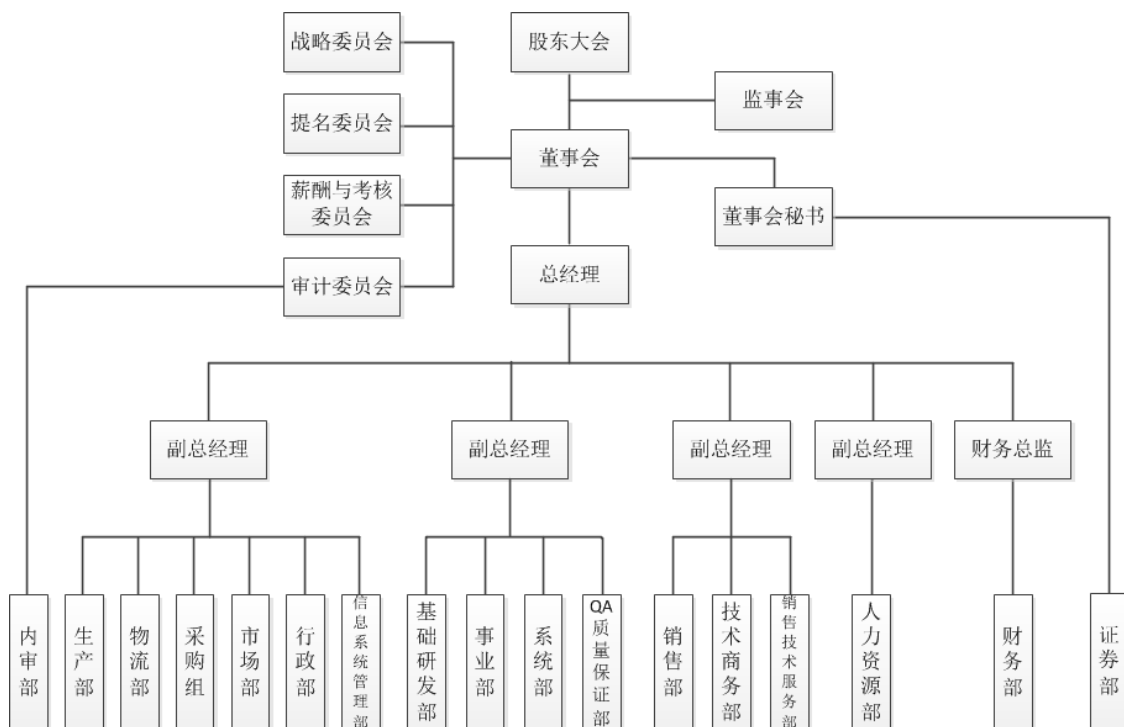 战略委员会
股东大会
监事会
提名委员会
董事会
薪酬与考核
委员会
董事会秘书
总经理
审计委员会
副总经理
副总经理
副总经理
副总经理
财务总监
内审部
生产部
物流部
采购组
市场部
行政部
信息系统管理部
基础研发部
事业部
系统部
QA质量保证部
销售部
技术商务部
销售技术服务部
人力资源部
财务部
证券部